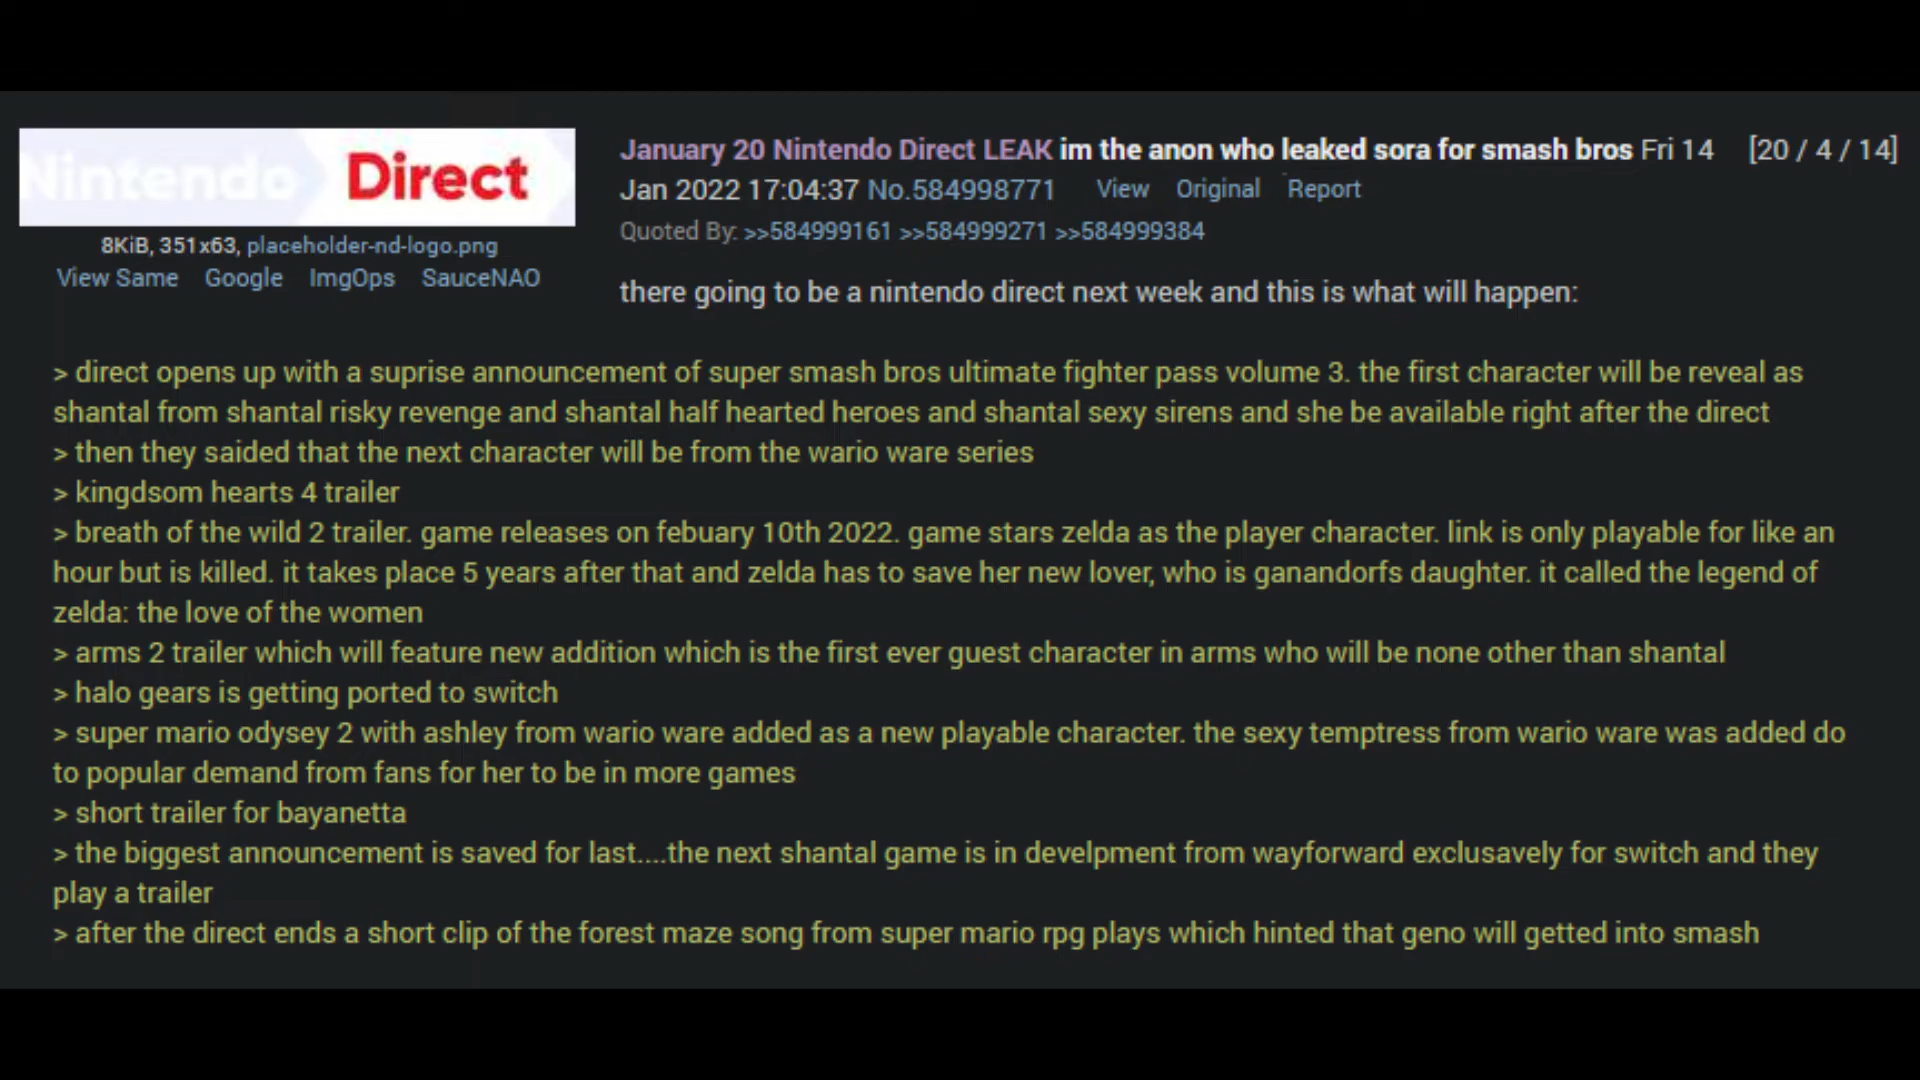 Nintendo Direct
8KiB, 351x63, placeholder-nd-logo.png
View Same Google ImgOps SauceNAO
January 20 Nintendo Direct LEAK im the anon who leaked sora for smash bros Fri 14 [20 / 4 / 14]
Jan 2022 17:04:37 No.584998771 View Original Report
Quoted By: >>584999161 >>584999271 >>584999384
there going to be a nintendo direct next week and this is what will happen:
> direct opens up with a suprise announcement of super smash bros ultimate fighter pass volume 3. the first character will be reveal as
shantal from shantal risky revenge and shantal half hearted heroes and shantal sexy sirens and she be available right after the direct
> then they saided that the next character will be from the wario ware series
> kingdsom hearts 4 trailer
> breath of the wild 2 trailer. game releases on febuary 10th 2022. game stars zelda as the player character. link is only playable for like an
hour but is killed. it takes place 5 years after that and zelda has to save her new lover, who is ganandorfs daughter. it called the legend of
zelda: the love of the women
> arms 2 trailer which will feature new addition which is the first ever guest character in arms who will be none other than shantal
> halo gears is getting ported to switch
> super mario odysey 2 with ashley from wario ware added as a new playable character. the sexy temptress from wario ware was added do
to popular demand from fans for her to be in more games
> short trailer for bayanetta
> the biggest announcement is saved for last....the next shantal game is in develpment from wayforward exclusavely for switch and they
play a trailer
> after the direct ends a short clip of the forest maze song from super mario rpg plays which hinted that geno will getted into smash